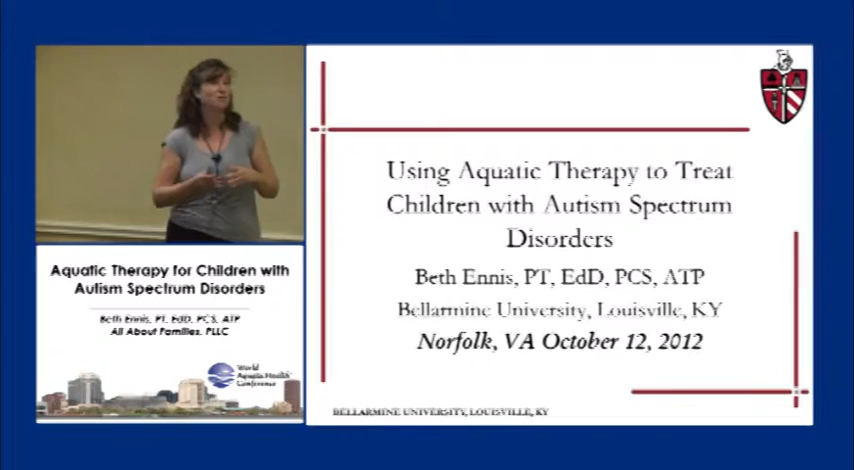 Using Aquatic Therapy to Treat
Children with Autism Spectrum
Disorders
Beth Ennis, PT, EdD, PCS, ATP
Bellarmine University, Louisville, KY
Norfolk, VA October 12, 2012
BELLARMINE UNIVERSITY, LOUISVILLE, KY
Aquatic Therapy for Children with
Autism Spectrum Disorders
Beth Ennis, PT, EdD, PCS, ATP
All About Families, PLLC
World
Aquatic Health
Conference